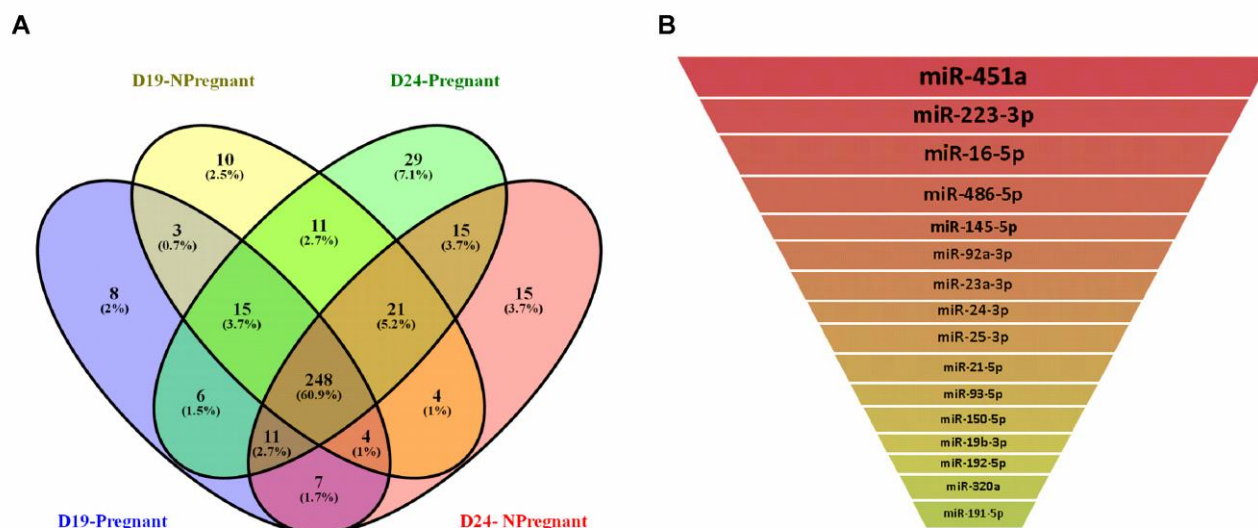 A
B
D19-NPregnant
D24-Pregnant
10
(2.5%)
29
(7.1%)
3
(0.7%)
11
(2.7%)
15
(3.7%)
8
(2%)
15
(3.7%)
21
(5.2%)
15
(3.7%)
248
(60.9%)
6
(1.5%)
4
(1%)
11
(2.7%)
4
(1%)
7
(1.7%)
D19-Pregnant
D24- NPregnant
miR-451a
miR-223-3p
miR-16-5p
miR-486-5p
miR-145-5p
miR-92a-3p
miR-23a-3p
miR-24-3p
miR-25-3p
miR-21-5p
miR-93-5p
miR-150-5p
miR-19b-3p
miR-192-5p
miR-320a
miR-191-5p